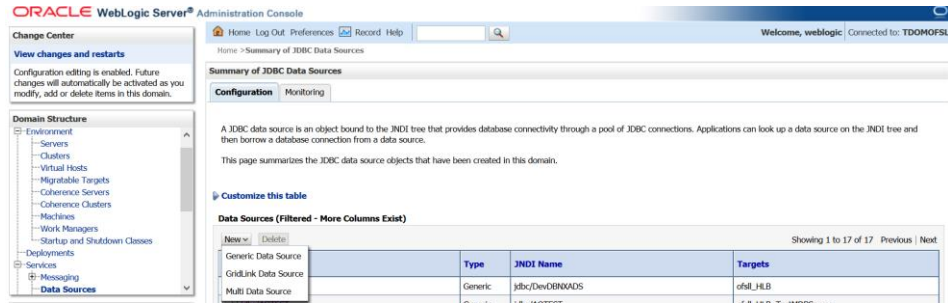 ORACLE WebLogic Server® Administration Console
Change Center
View changes and restarts
Configuration editing is enabled. Future
changes will automatically be activated as you
modify, add or delete items in this domain.
Domain Structure
Environment
Servers
Clusters
Virtual Hosts
Migratable Targets
Coherence Servers
Coherence Clusters
Machines
Work Managers
Startup and Shutdown Classes
Deployments
Services
Messaging
Data Sources
Home Log Out Preferences Record Help
Welcome, weblogic Connected to: TDOMOFSL
Home >Summary of JDBC Data Sources
Summary of JDBC Data Sources
Configuration Monitoring
A JDBC data source is an object bound to the JNDI tree that provides database connectivity through a pool of JDBC connections. Applications can look up a data source on the JNDI tree and
then borrow a database connection from a data source.
This page summarizes the JDBC data source objects that have been created in this domain.
Customize this table
Data Sources (Filtered - More Columns Exist)
New Delete
Showing 1 to 17 of 17 Previous Next
Generic Data Source
GridLink Data Source
Multi Data Source
Type JNDI Name Targets
Generic jdbc/DevDBNXADS ofsll_HLB